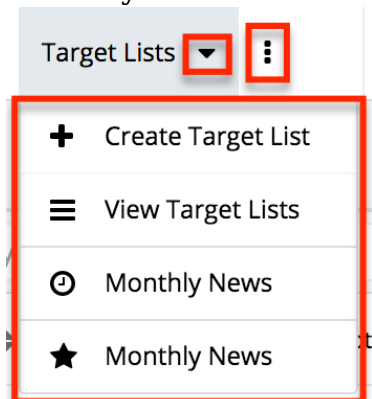 Target Lists
Create Target List
View Target Lists
Monthly News
Monthly News